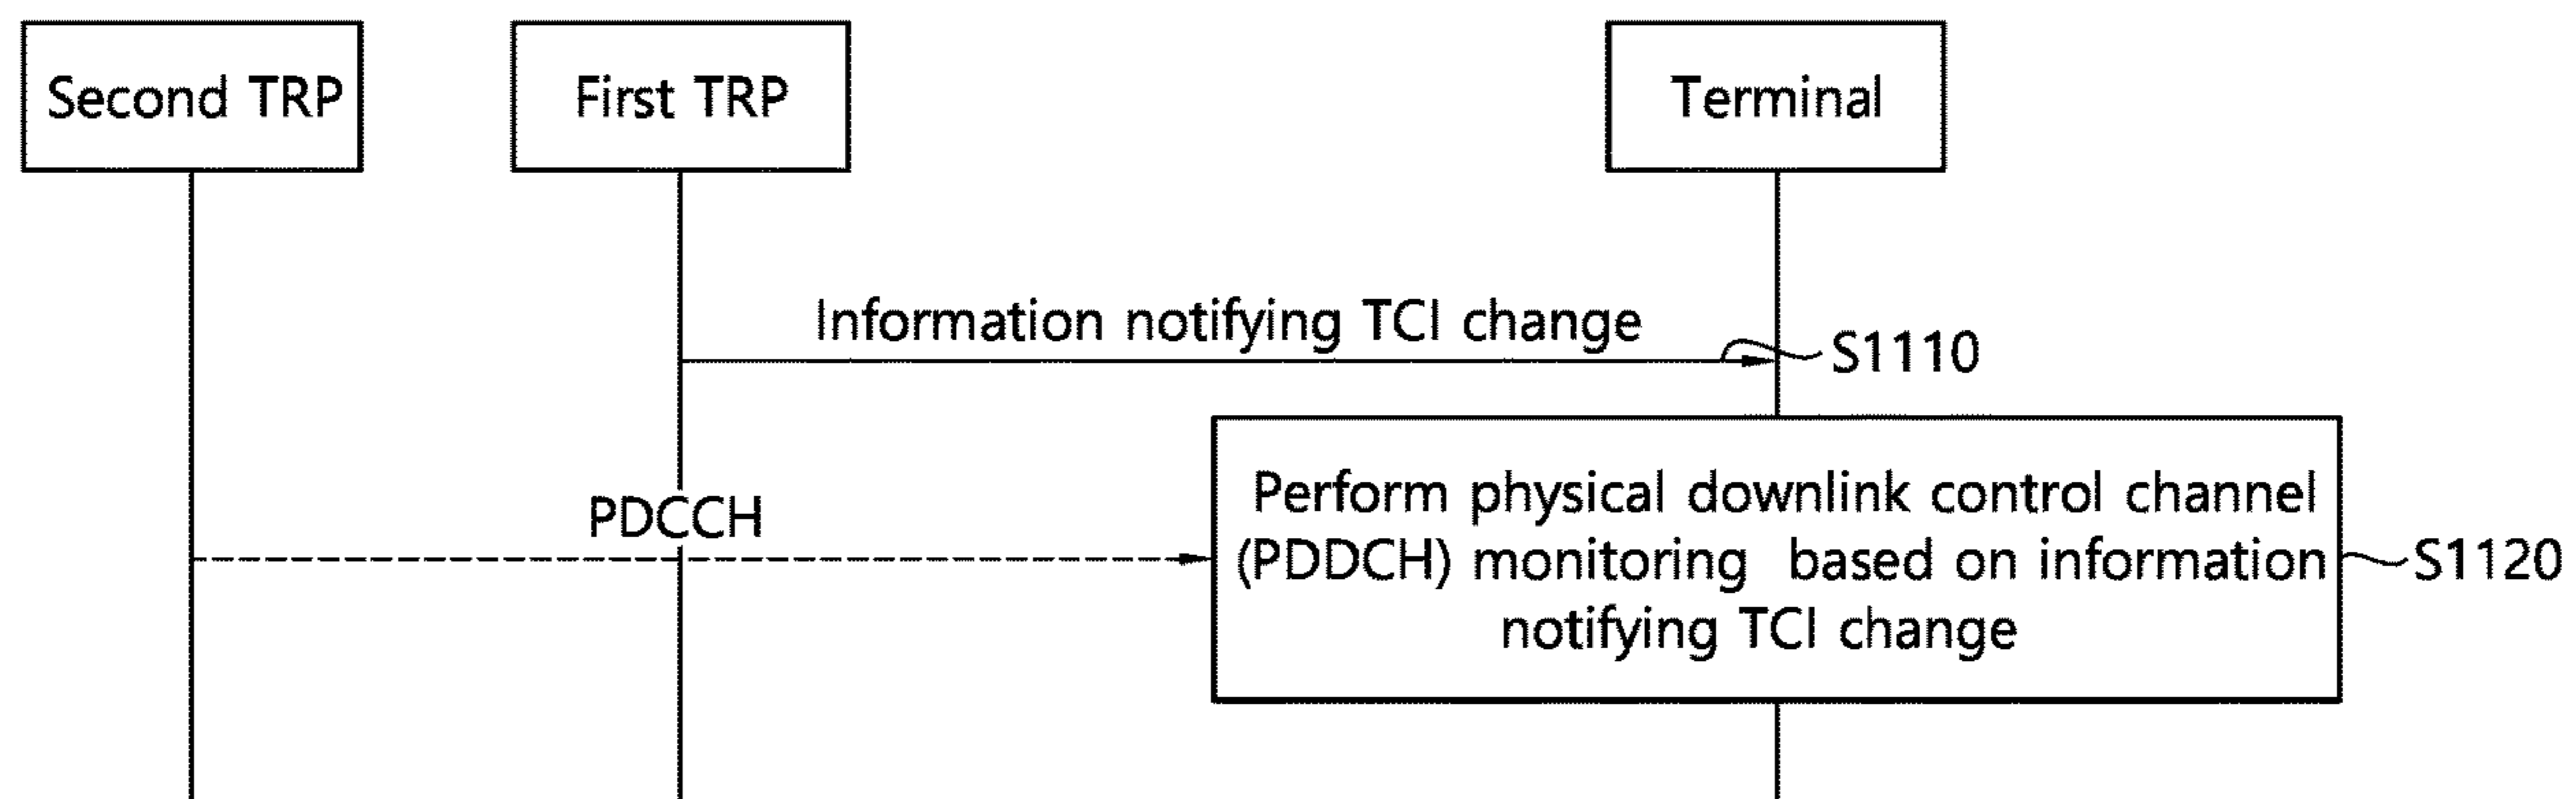 Second TRP
First TRP
Terminal
Information notifying TCI change
S1110
PDCCH
Perform physical downlink control channel
(PDDCH) monitoring based on information
notifying TCI change
S1120